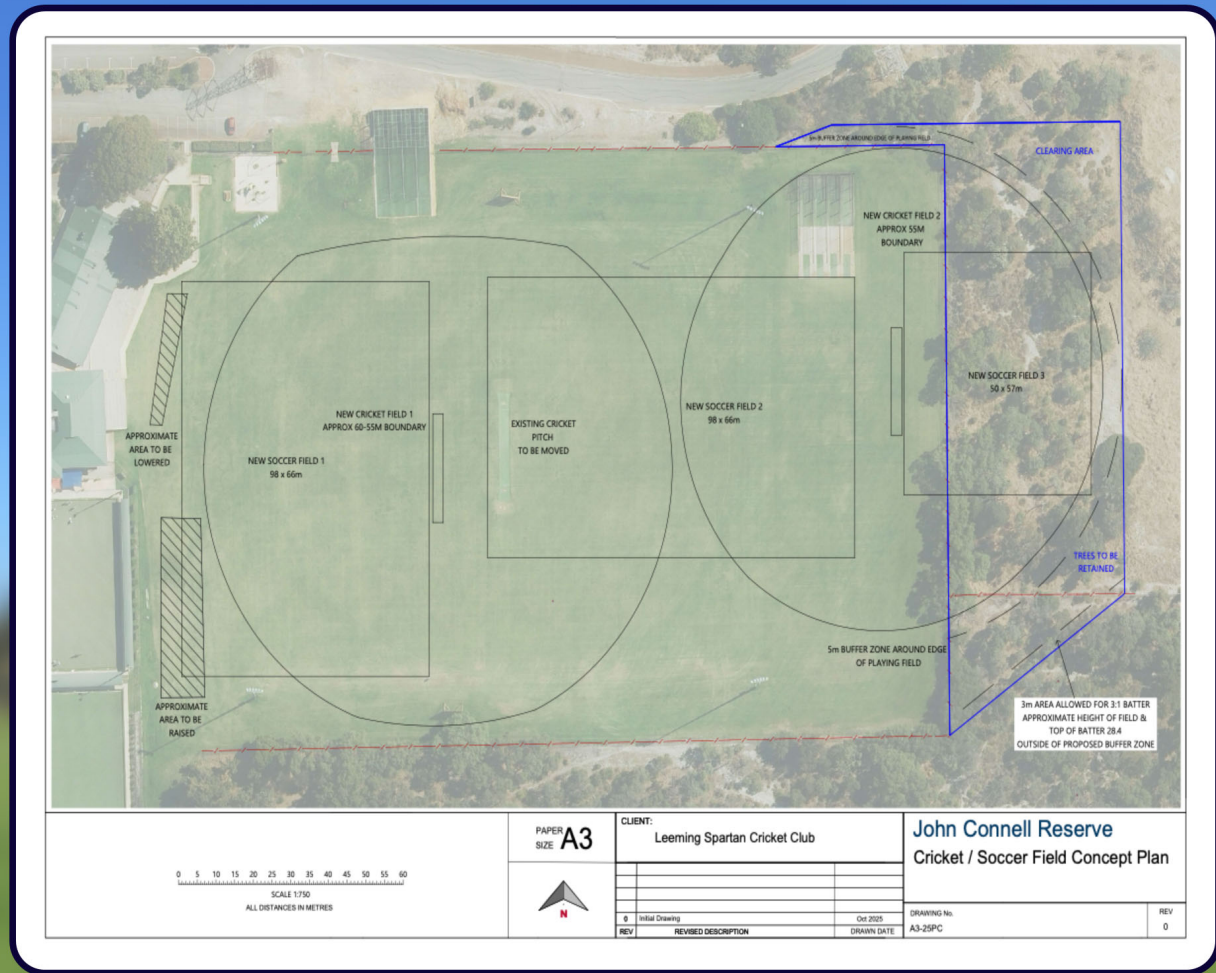 5m BUFFER ZONE AROUND EDGE OF PLAYING FIELD
CLEARING AREA
NEW CRICKET FIELD 2
APPROX 55M
BOUNDARY
NEW SOCCER FIELD 3
50 x 57m
NEW SOCCER FIELD 2
98 x 66m
NEW CRICKET FIELD 1
APPROX 60-55M BOUNDARY
EXISTING CRICKET
PITCH
TO BE MOVED
APPROXIMATE
AREA TO BE
LOWERED
NEW SOCCER FIELD 1
98 x 66m
TREES TO BE
RETAINED
5m BUFFER ZONE AROUND EDGE
OF PLAYING FIELD
APPROXIMATE
AREA TO BE
RAISED
3m AREA ALLOWED FOR 3:1 BATTER
APPROXIMATE HEIGHT OF FIELD &
TOP OF BATTER 28.4
OUTSIDE OF PROPOSED BUFFER ZONE
0 5 10 15 20 25 30 35 40 45 50 55 60
SCALE 1:750
ALL DISTANCES IN METRES
PAPER
SIZE A3
N
CLIENT:
Leeming Spartan Cricket Club
0 Initial Drawing Oct 2025
REV REVISED DESCRIPTION DRAWN DATE
John Connell Reserve
Cricket / Soccer Field Concept Plan
DRAWING No.
A3-25PC
REV
0